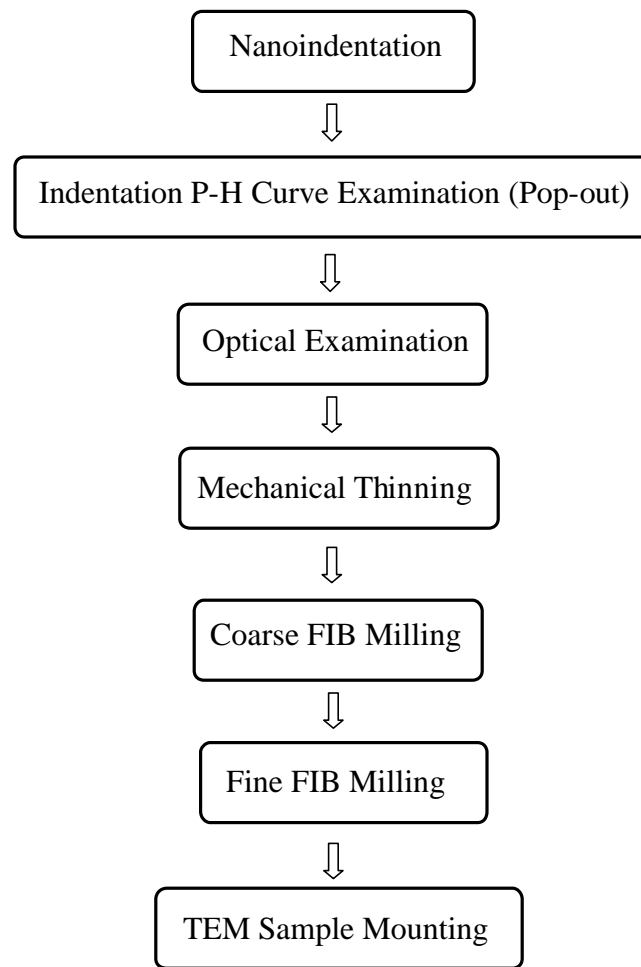 Nanoindentation
Indentation P-H Curve Examination (Pop-out)
Optical Examination
Mechanical Thinning
Coarse FIB Milling
Fine FIB Milling
TEM Sample Mounting